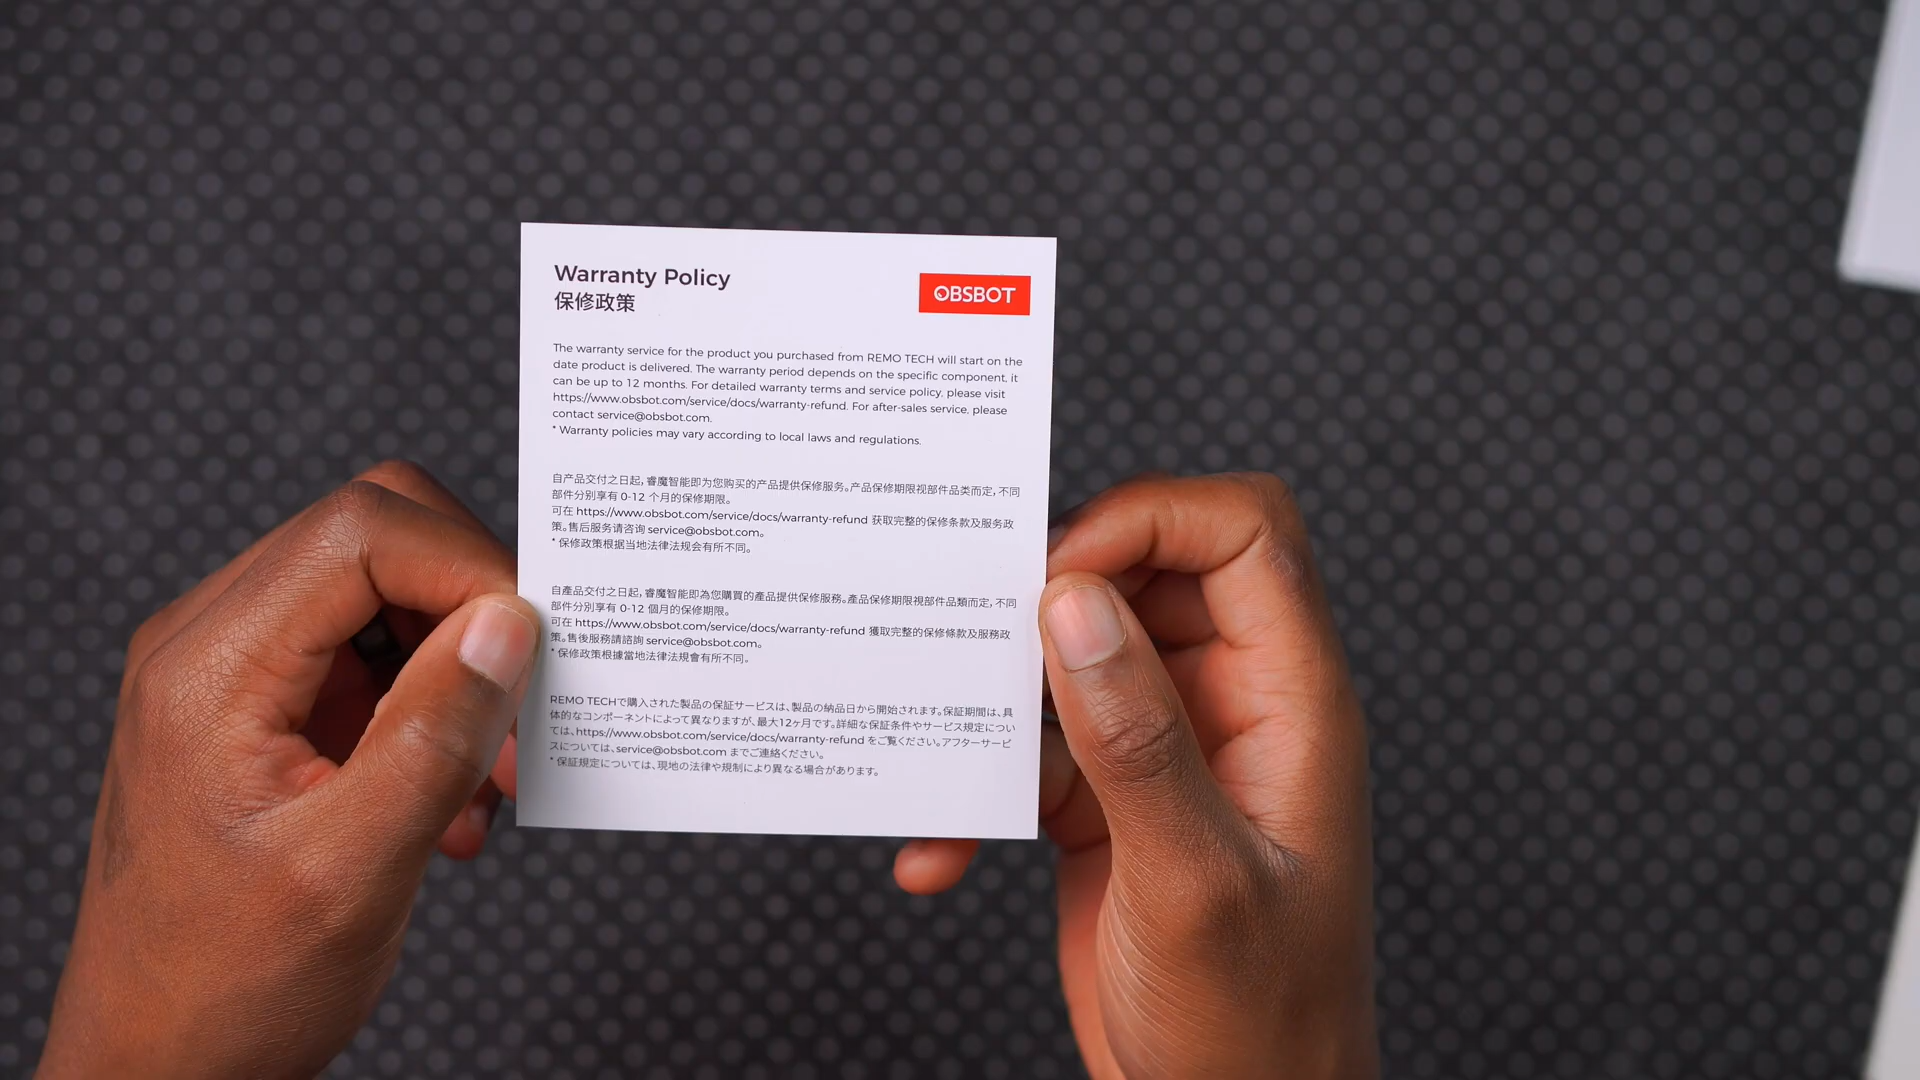 Warranty Policy
保修政策
OBSBOT
The warranty service for the product you purchased from REMO TECH will start on the
date product is delivered. The warranty period depends on the specific component, it
can be up to 12 months. For detailed warranty terms and service policy, please visit
https://www.obsbot.com/service/docs/warranty-refund. For after-sales service, please
contact service@obsbot.com.
* Warranty policies may vary according to local laws and regulations.
自产品交付之日起，睿魔智能即为您购买的产品提供保修服务。产品保修期限视部件品类而定，不同
部件分别享有 0-12 个月的保修期限。
可在 https://www.obsbot.com/service/docs/warranty-refund 获取完整的保修条款及服务政
策。售后服务请咨询 service@obsbot.com。
* 保修政策根据当地法律法规会有所不同。
自產品交付之日起，睿魔智能即為您購買的產品提供保修服務。產品保修期限視部件品類而定，不同
部件分別享有 0-12 個月的保修期限。
可在 https://www.obsbot.com/service/docs/warranty-refund 獲取完整的保修條款及服務政
策。售後服務請諮詢 service@obsbot.com。
* 保修政策根據當地法律法規會有所不同。
REMO TECHで購入された製品の保証サービスは、製品の納品日から開始されます。保証期間は、具
体的なコンポーネントによって異なりますが、最大12ヶ月です。詳細な保証条件やサービス規定につい
ては、https://www.obsbot.com/service/docs/warranty-refund をご覧ください。アフターサービ
スについては、service@obsbot.com までご連絡ください。
* 保証規定については、現地の法律や規制により異なる場合があります。